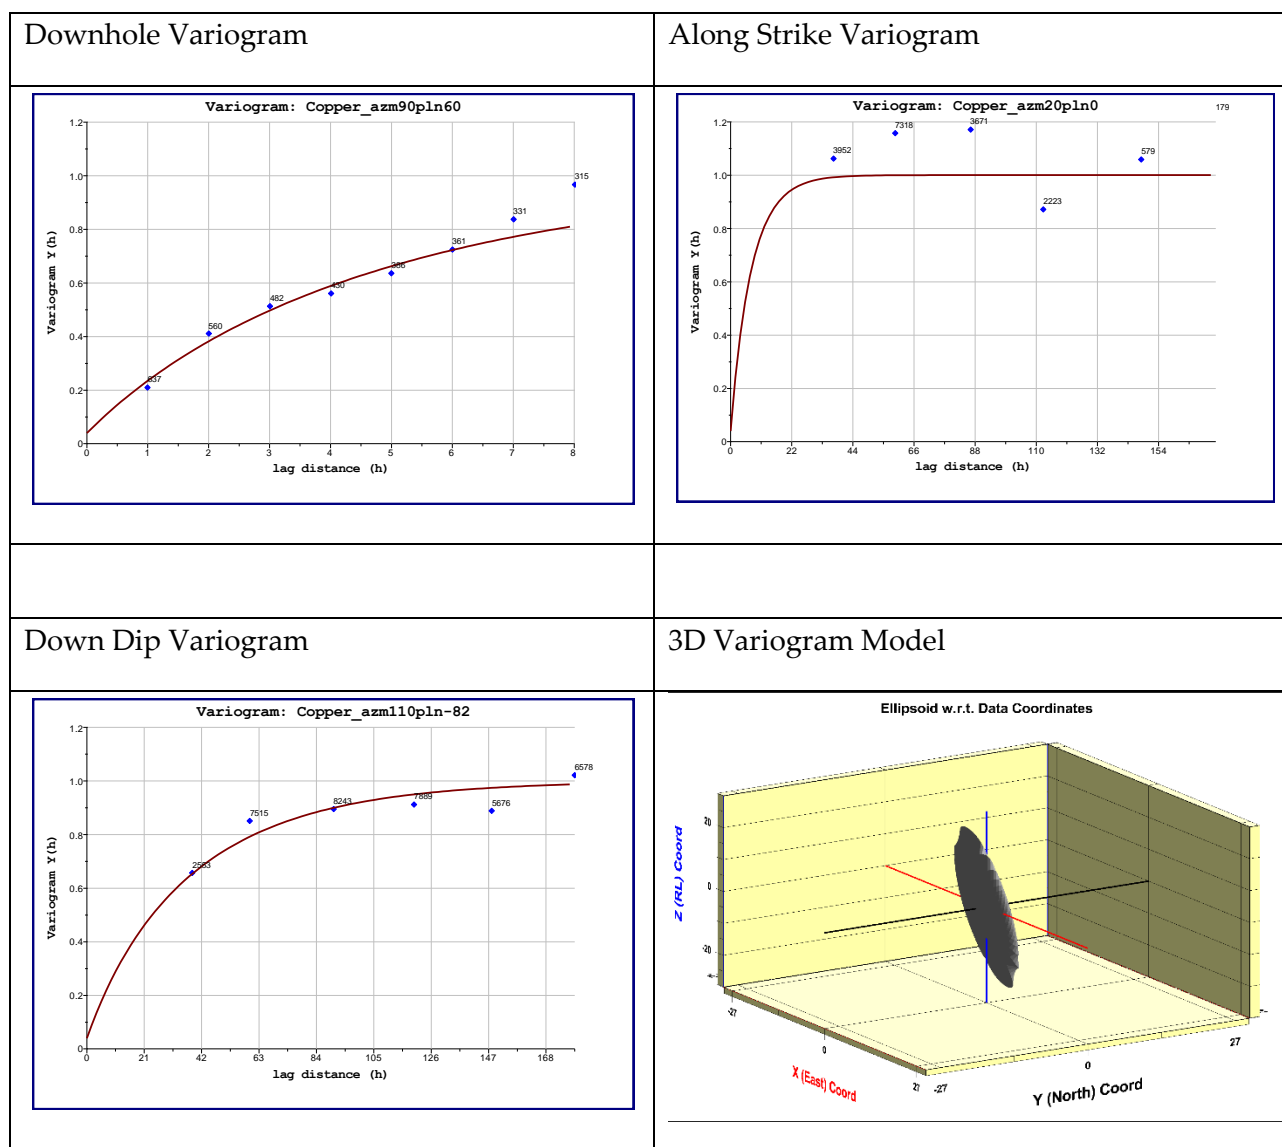 Downhole Variogram
Along Strike Variogram
Variogram: Copper_azm90pln60
1.2
1.0
0.8
0.6
0.4
0.2
0
Variogram Y(h)
637
560
482
430
386
361
331
315
0 1 2 3 4 5 6 7 8
lag distance (h)
Variogram: Copper_azm20pln0
179
1.2
1.0
0.8
0.6
0.4
0.2
0
Variogram Y(h)
3952
7318
3671
2223
579
0 22 44 66 88 110 132 154
lag distance (h)
Down Dip Variogram
3D Variogram Model
Variogram: Copper_azm110pln-82
1.2
1.0
0.8
0.6
0.4
0.2
0
Variogram Y(h)
7515
8243
7889
5676
6578
0 21 42 63 84 105 126 147 168
lag distance (h)
Ellipsoid w.r.t. Data Coordinates
Z (RL) Coord
20
0
-20
-27
0
27
X (East) Coord
-27
0
27
Y (North) Coord